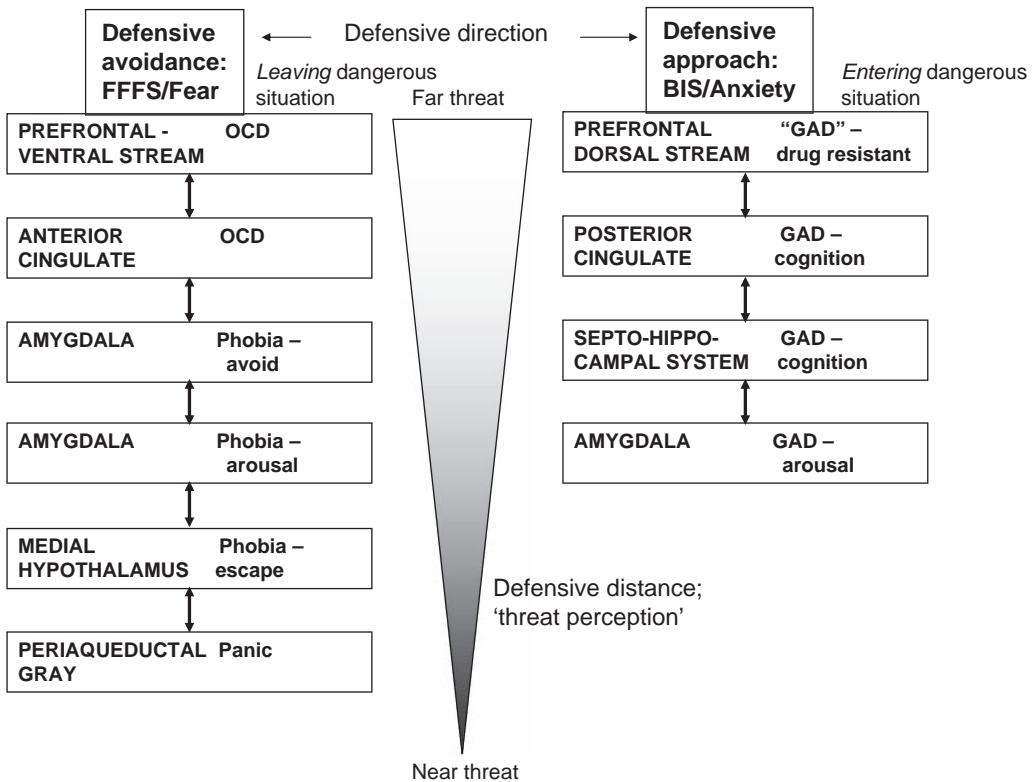 Defensive
avoidance:
FFFS/Fear
Defensive direction
Defensive
approach:
BIS/Anxiety
Leaving dangerous
situation
Far threat
Entering dangerous
situation
PREFRONTAL - OCD
VENTRAL STREAM
ANTERIOR OCD
CINGULATE
AMYGDALA Phobia –
avoid
AMYGDALA Phobia –
arousal
MEDIAL Phobia –
HYPOTHALAMUS escape
PERIAQUEDUCTAL Panic
GRAY
PREFRONTAL “GAD” –
DORSAL STREAM drug resistant
POSTERIOR GAD –
CINGULATE cognition
SEPTO-HIPPO- GAD –
CAMPAL SYSTEM cognition
AMYGDALA GAD –
arousal
Defensive distance;
‘threat perception’
Near threat